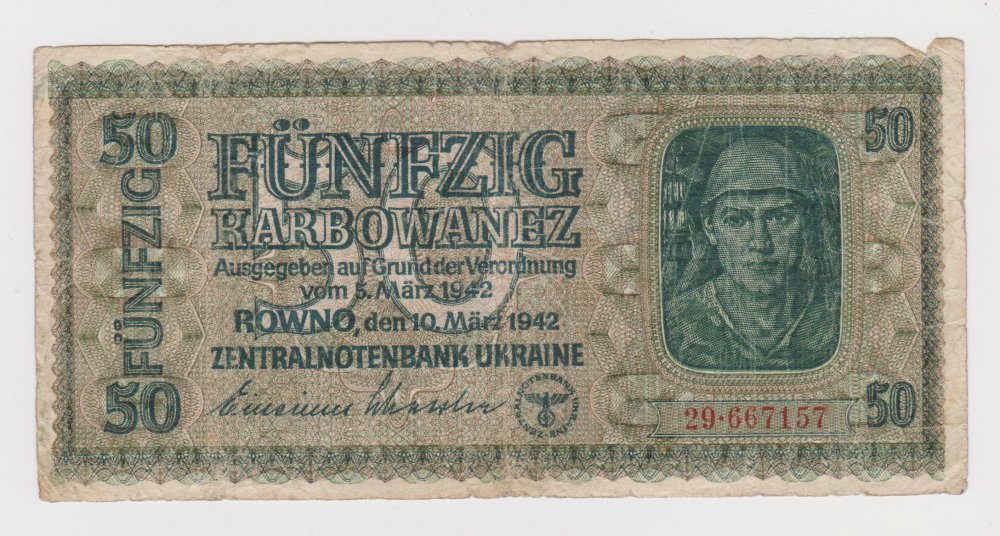 50
FÜNFZIG
50
FÜNFZIG
KARBOWANEZ
Ausgegeben auf Grund der Verordnung
vom 5. März 1942
ROWNO, den 10. März 1942
ZENTRALNOTENBANK UKRAINE
50
29·667157
50